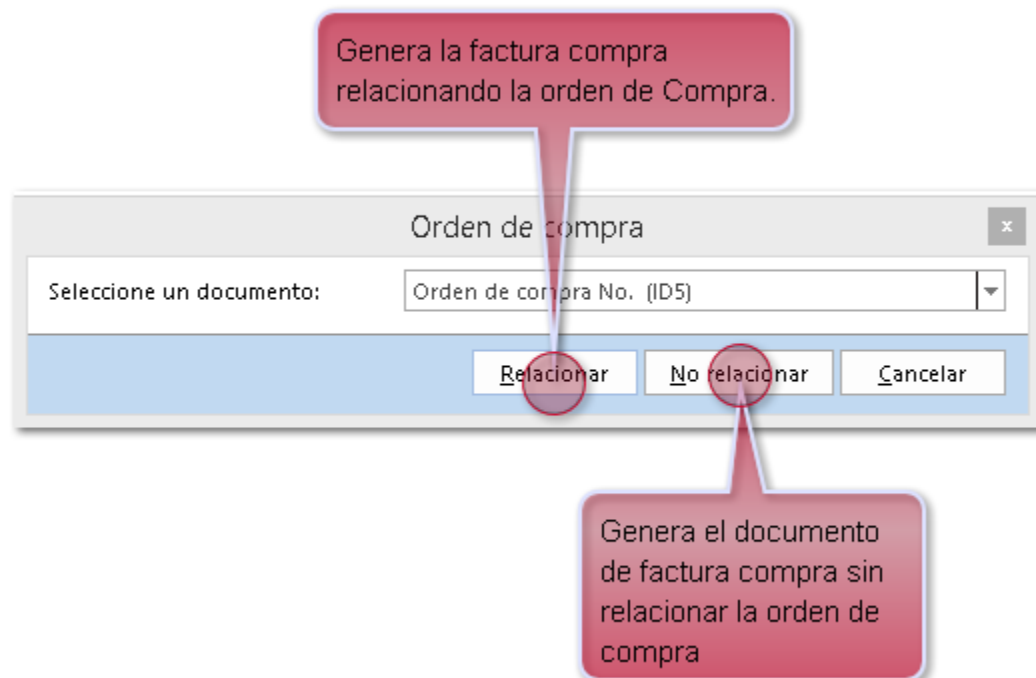 Genera la factura compra
relacionando la orden de Compra.
Orden de compra
x
Seleccione un documento:
Orden de compra No. (ID5)
Relacionar
No relacionar
Cancelar
Genera el documento
de factura compra sin
relacionar la orden de
compra